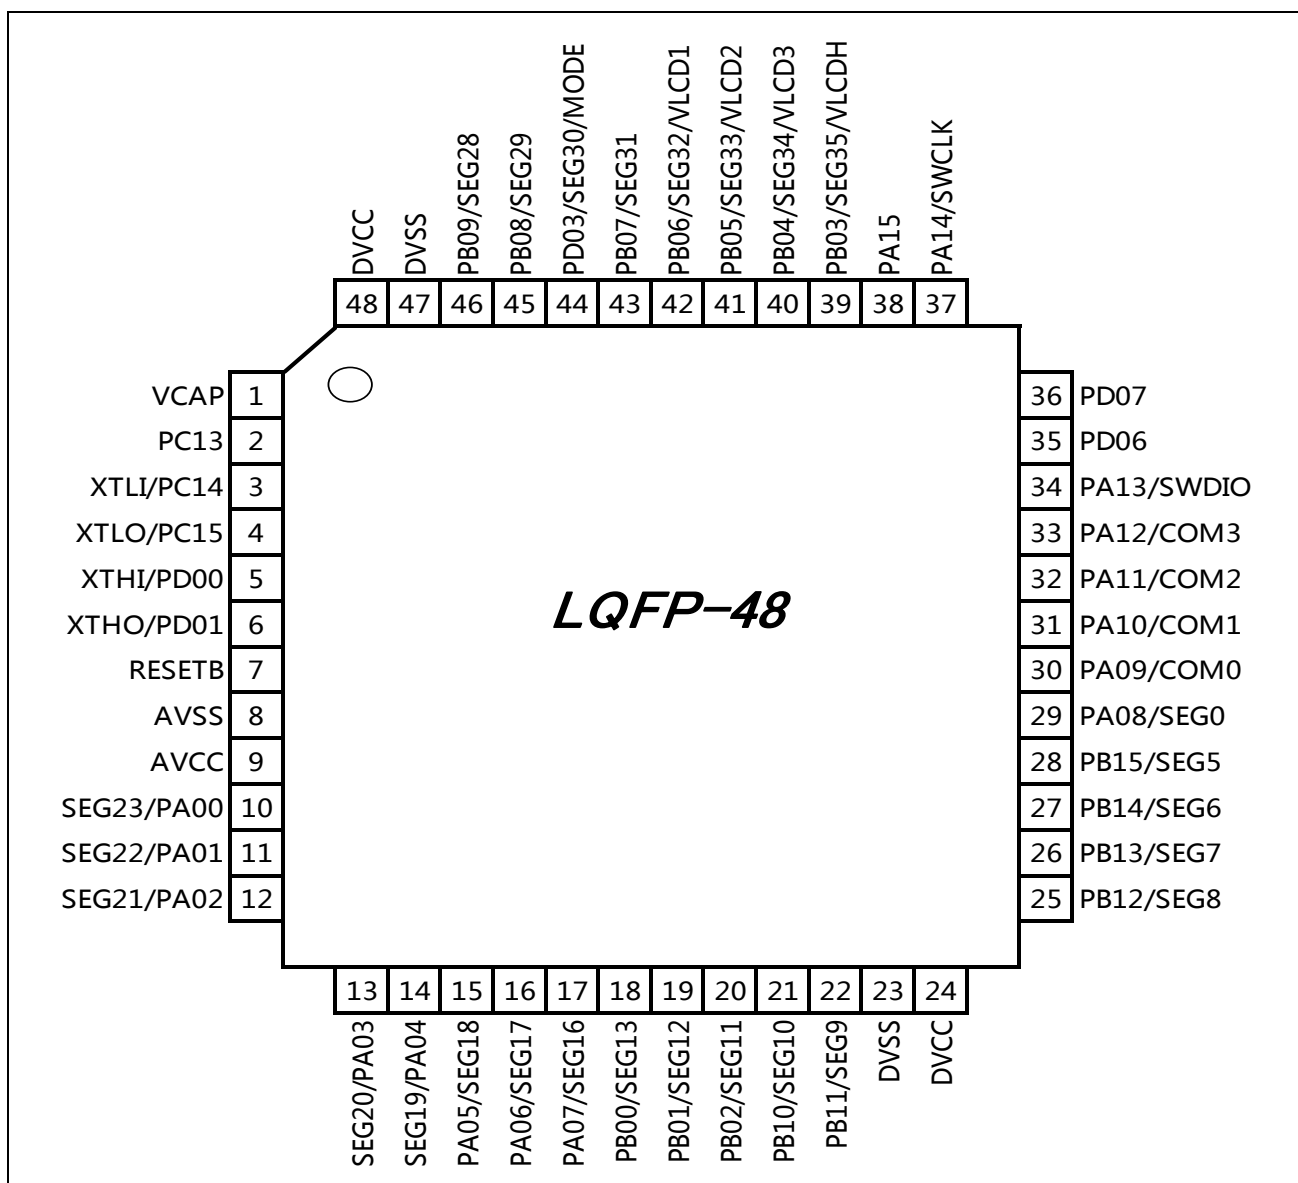 DVCC
DVSS
PB09/SEG28
PB08/SEG29
PD03/SEG30/MODE
PB07/SEG31
PB06/SEG32/VLCD1
PB05/SEG33/VLCD2
PB04/SEG34/VLCD3
PB03/SEG35/VLCDH
PA15
PA14/SWCLK
48 47 46 45 44 43 42 41 40 39 38 37
VCAP 1
PC13 2
XTLI/PC14 3
XTLO/PC15 4
XTHI/PD00 5
XTHO/PD01 6
RESETB 7
AVSS 8
AVCC 9
SEG23/PA00 10
SEG22/PA01 11
SEG21/PA02 12
LQFP-48
36 PD07
35 PD06
34 PA13/SWDIO
33 PA12/COM3
32 PA11/COM2
31 PA10/COM1
30 PA09/COM0
29 PA08/SEG0
28 PB15/SEG5
27 PB14/SEG6
26 PB13/SEG7
25 PB12/SEG8
13 14 15 16 17 18 19 20 21 22 23 24
SEG20/PA03
SEG19/PA04
PA05/SEG18
PA06/SEG17
PA07/SEG16
PB00/SEG13
PB01/SEG12
PB02/SEG11
PB10/SEG10
PB11/SEG9
DVSS
DVCC